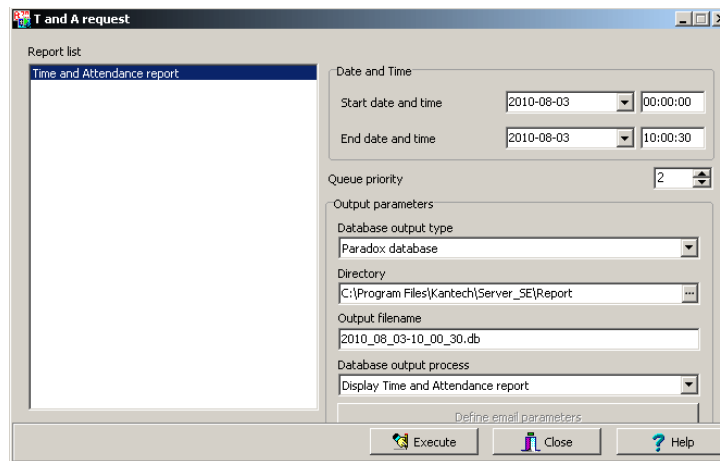 T and A request
Report list
Time and Attendance report
Date and Time
Start date and time 2010-08-03 00:00:00
End date and time 2010-08-03 10:00:30
Queue priority 2
Output parameters
Database output type
Paradox database
Directory
C:\Program Files\Kantech\Server_SE\Report ...
Output filename
2010_08_03-10_00_30.db
Database output process
Display Time and Attendance report
Define email parameters
Execute Close ? Help